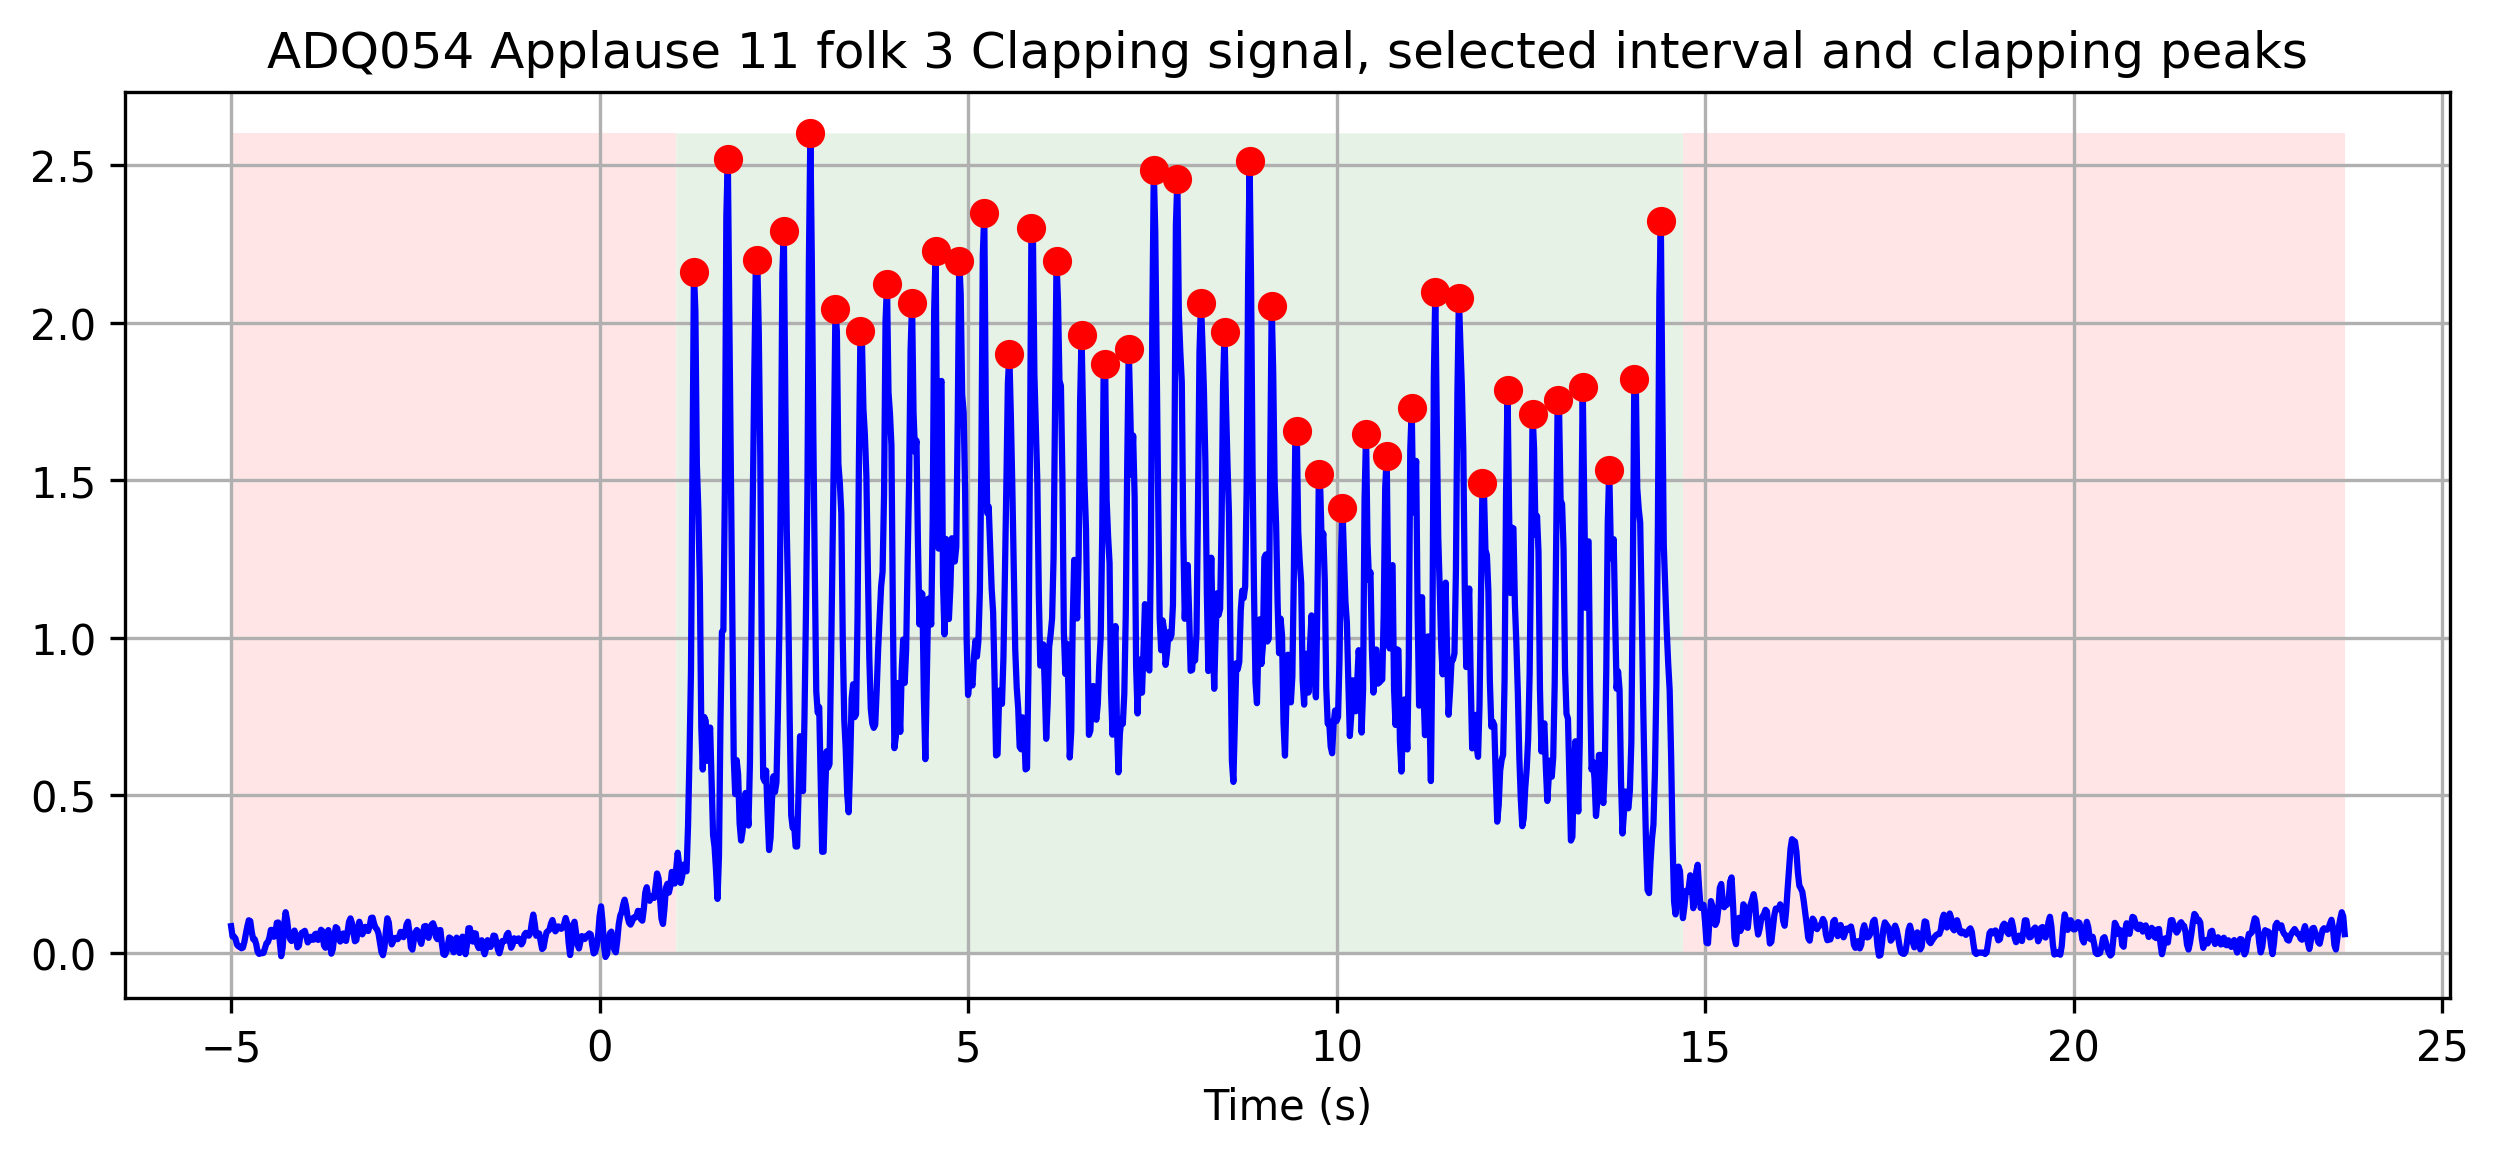 ADQ054 Applause 11 folk 3 Clapping signal, selected interval and clapping peaks
2.5
2.0
1.5
1.0
0.5
0.0
−5 0 5 10 15 20 25
Time (s)